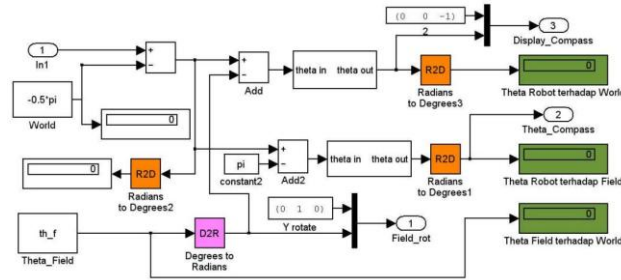 (0 0 -1)
2
3
Display_Compass
1
In1
+
−
+
−
Add
theta in theta out
R2D
Radians
to Degrees3
0
Theta Robot terhadap World
-0.5*pi
World
0
2
Theta_Compass
0
R2D
Radians
to Degrees2
pi
constant2
+
−
Add2
theta in theta out
R2D
Radians
to Degrees1
0
Theta Robot terhadap Field
(0 1 0)
Y rotate
1
Field_rot
th_f
Theta_Field
D2R
Degrees to
Radians
0
Theta Field terhadap World